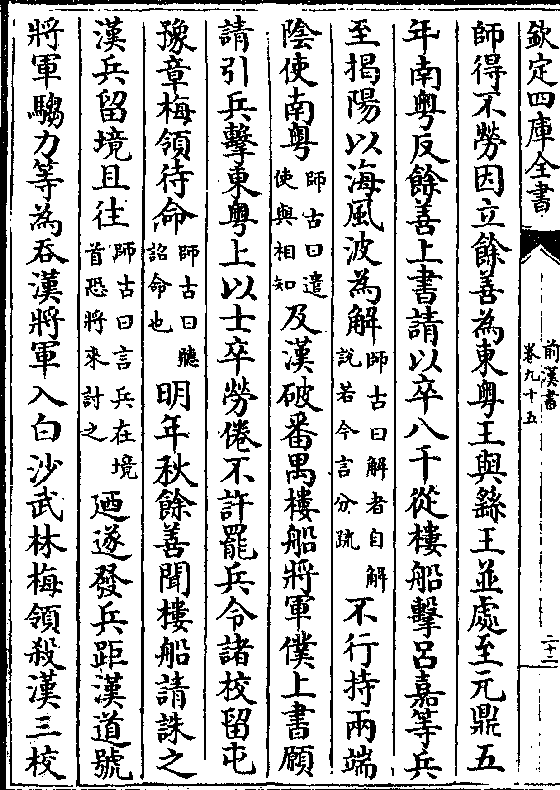 欽定四庫全書
前漢書
卷九十五
二十二
師得不勞因立餘善為東粤王與繇王並處至元鼎五
年南粤反餘善上書請以卒八千從樓船擊吕嘉等兵
至揭陽以海風波為解師古曰解者自解說若今言分疏不行持兩端
陰使南粤師古曰遣使與相知及漢破番禺樓船將軍僕上書願
請引兵擊東粤上以士卒勞倦不許罷兵令諸校留屯
豫章梅領待命師古曰聽詔命也明年秋餘善聞樓船請誅之
漢兵留境且往師古曰言兵在境首恐將來討之廼遂發兵距漢道號
將軍騶力等為吞漢將軍入白沙武林梅領殺漢三校